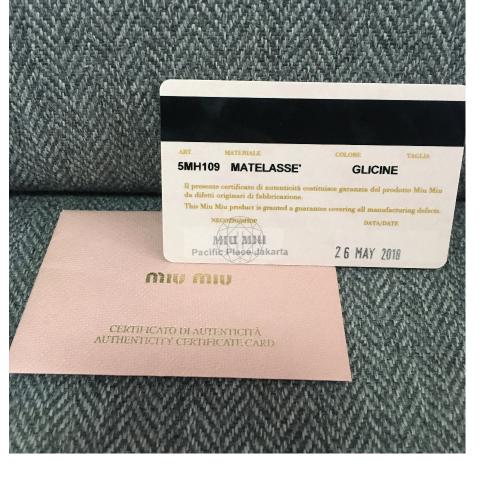 ART. MATERIALE COLORE TAGLIA
5MH109 MATELASSE' GLICINE
Il presente certificato di autenticità costituisce garanzia del prodotto Miu Miu
da difetti originari di fabbricazione.
This Miu Miu product is granted a guarantee covering all manufacturing defects.
DATA/DATE
MIU MIU
Pacific Place Jakarta
26 MAY 2018
miu miu
CERTIFICATO DI AUTENTICITÀ
AUTHENTICITY CERTIFICATE CARD